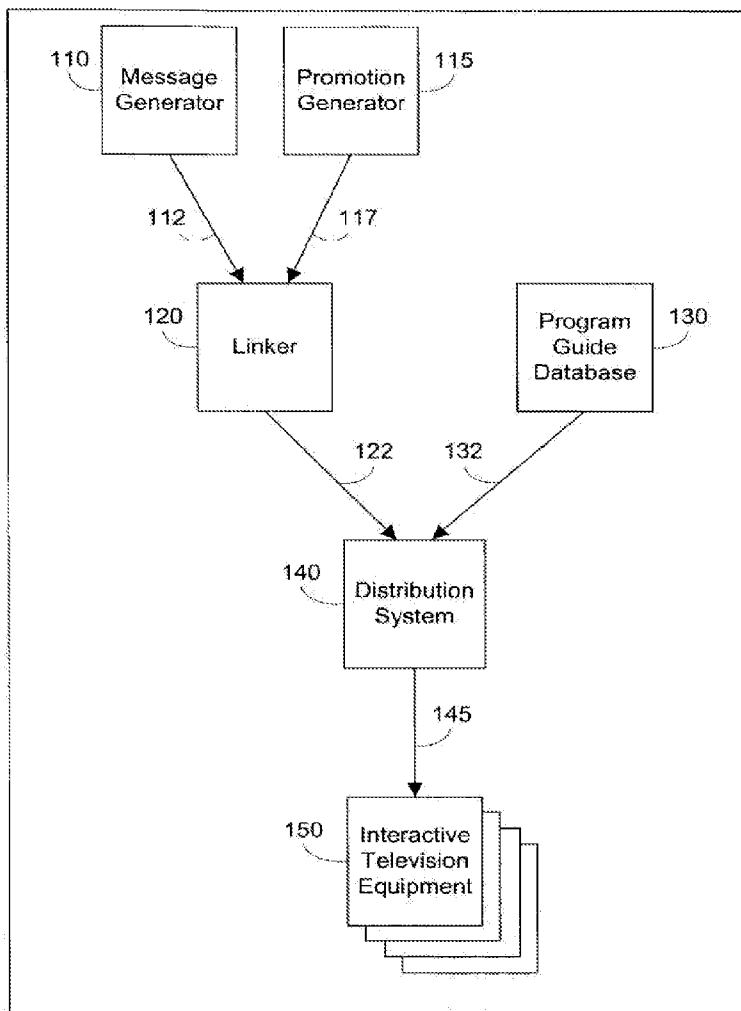 110
Message
Generator
Promotion
Generator
115
112
117
120
Linker
Program
Guide
Database
130
122
132
140
Distribution
System
145
150
Interactive
Television
Equipment